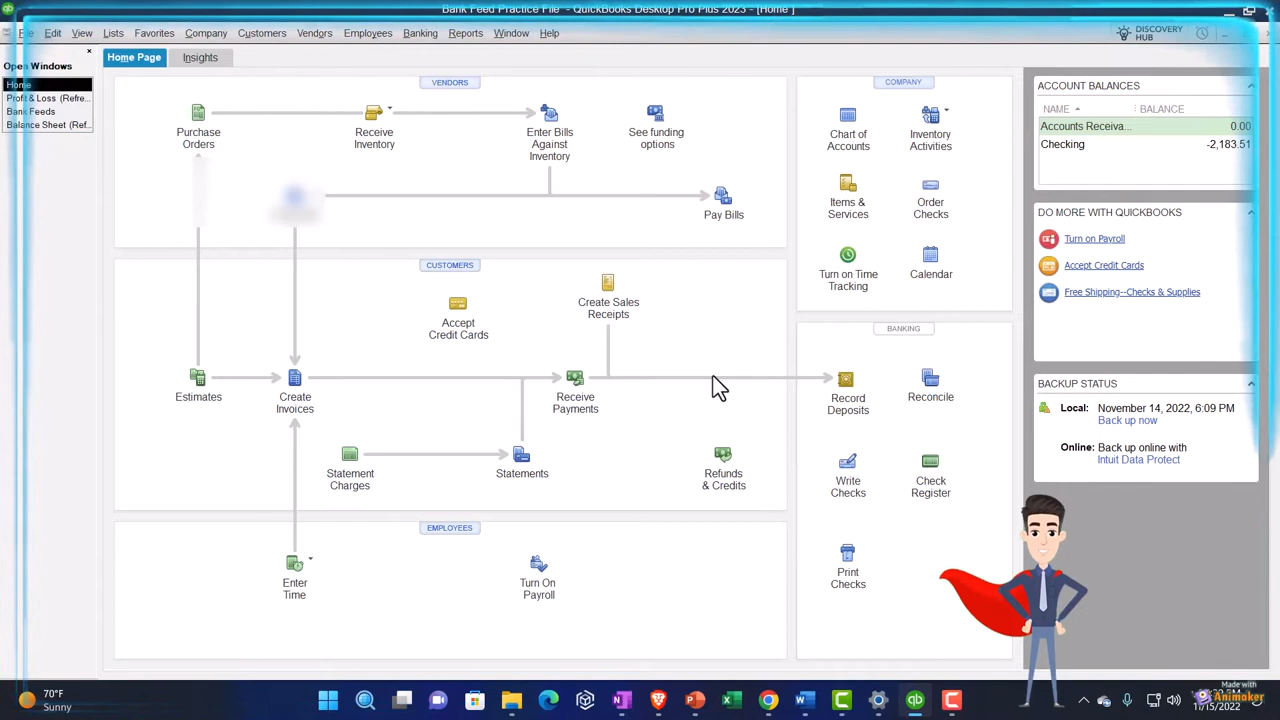 Bank Feed Practice File - QuickBooks Desktop Pro Plus 2023 - [Home ]
File Edit View Lists Favorites Company Customers Vendors Employees Banking Reports Window Help
DISCOVERY
HUB
Open Windows
Home
Profit & Loss (Refre...
Bank Feeds
Balance Sheet (Ref...
Home Page
Insights
VENDORS
Purchase
Orders
Receive
Inventory
Enter Bills
Against
Inventory
See funding
options
Pay Bills
CUSTOMERS
Create Sales
Receipts
Accept
Credit Cards
Estimates
Create
Invoices
Receive
Payments
Statement
Charges
Statements
Refunds
& Credits
EMPLOYEES
Enter
Time
Turn On
Payroll
COMPANY
Chart of
Accounts
Inventory
Activities
Items &
Services
Order
Checks
Turn on Time
Tracking
Calendar
BANKING
Record
Deposits
Reconcile
Write
Checks
Check
Register
Print
Checks
ACCOUNT BALANCES
NAME BALANCE
Accounts Receiva... 0.00
Checking -2,183.51
DO MORE WITH QUICKBOOKS
Turn on Payroll
Accept Credit Cards
Free Shipping--Checks & Supplies
BACKUP STATUS
Local: November 14, 2022, 6:09 PM
Back up now
Online: Back up online with
Intuit Data Protect
70°F
Sunny
Made with
Animaker
11/15/2022